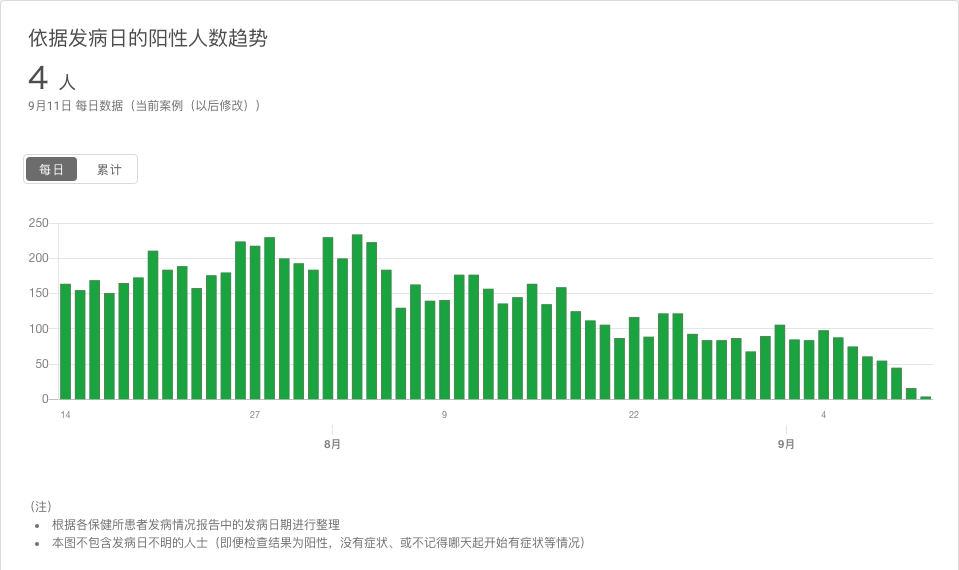 依据发病日的阳性人数趋势
4 人
9月11日 每日数据（当前案例（以后修改））
每日 累计
250
200
150
100
50
0
14 27 9 22 4
8月 9月
（注）
• 根据各保健所患者发病情况报告中的发病日期进行整理
• 本图不包含发病日不明的人士（即便检查结果为阳性，没有症状、或不记得哪天起开始有症状等情况）